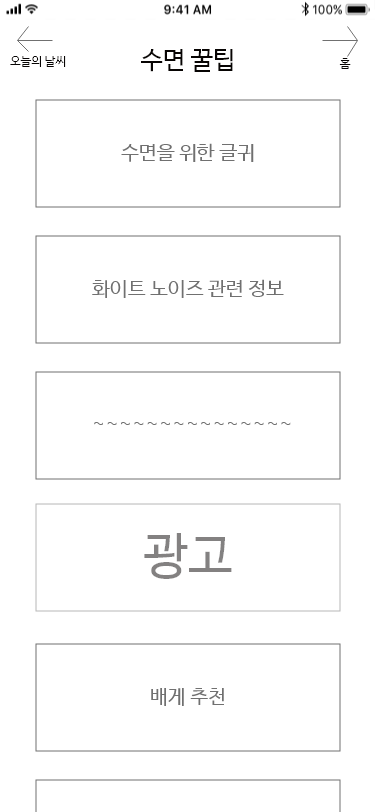 9:41 AM
100%
오늘의 날씨
수면 꿀팁
홈
수면을 위한 글귀
화이트 노이즈 관련 정보
~~~~~~~~~~~~~~~
광고
배게 추천